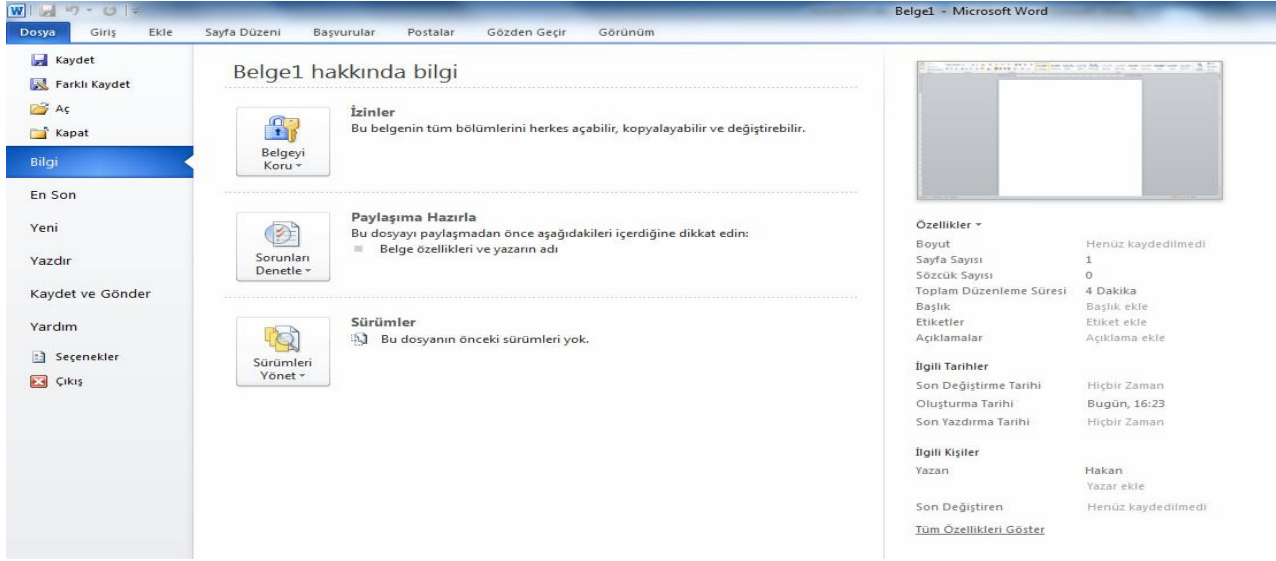 Belge1 - Microsoft Word
Dosya Giriş Ekle Sayfa Düzeni Başvurular Postalar Gözden Geçir Görünüm
Kaydet
Farklı Kaydet
Aç
Kapat
Bilgi
En Son
Yeni
Yazdır
Kaydet ve Gönder
Yardım
Seçenekler
Çıkış
Belge1 hakkında bilgi
Belgeyi
Koru
İzinler
Bu belgenin tüm bölümlerini herkes açabilir, kopyalayabilir ve değiştirebilir.
Sorunları
Denetle
Paylaşıma Hazırla
Bu dosyayı paylaşmadan önce aşağıdakileri içerdiğine dikkat edin:
Belge özellikleri ve yazarın adı
Sürümleri
Yönet
Sürümler
Bu dosyanın önceki sürümleri yok.
Özellikler
Boyut Henüz kaydedilmedi
Sayfa Sayısı 1
Sözcük Sayısı 0
Toplam Düzenleme Süresi 4 Dakika
Başlık Başlık ekle
Etiketler Etiket ekle
Açıklamalar Açıklama ekle
İlgili Tarihler
Son Değiştirme Tarihi Hiçbir Zaman
Oluşturma Tarihi Bugün, 16:23
Son Yazdırma Tarihi Hiçbir Zaman
İlgili Kişiler
Yazan Hakan
Yazar ekle
Son Değiştiren Henüz kaydedilmedi
Tüm Özellikleri Göster